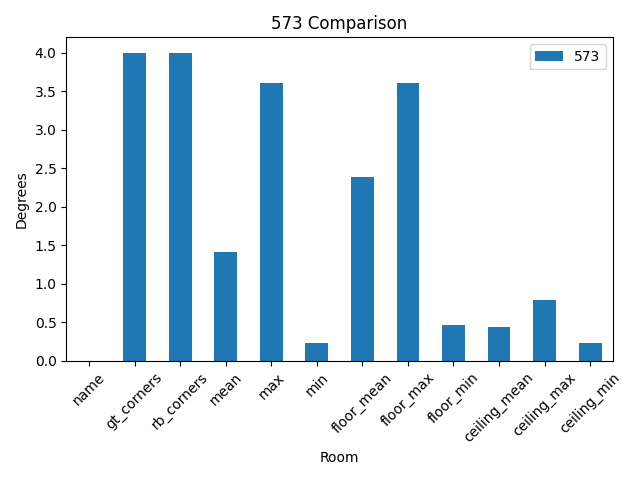 573 Comparison
573
Degrees
4.0
3.5
3.0
2.5
2.0
1.5
1.0
0.5
0.0
name
gt_corners
rb_corners
mean
max
min
floor_mean
floor_max
floor_min
ceiling_mean
ceiling_max
ceiling_min
Room